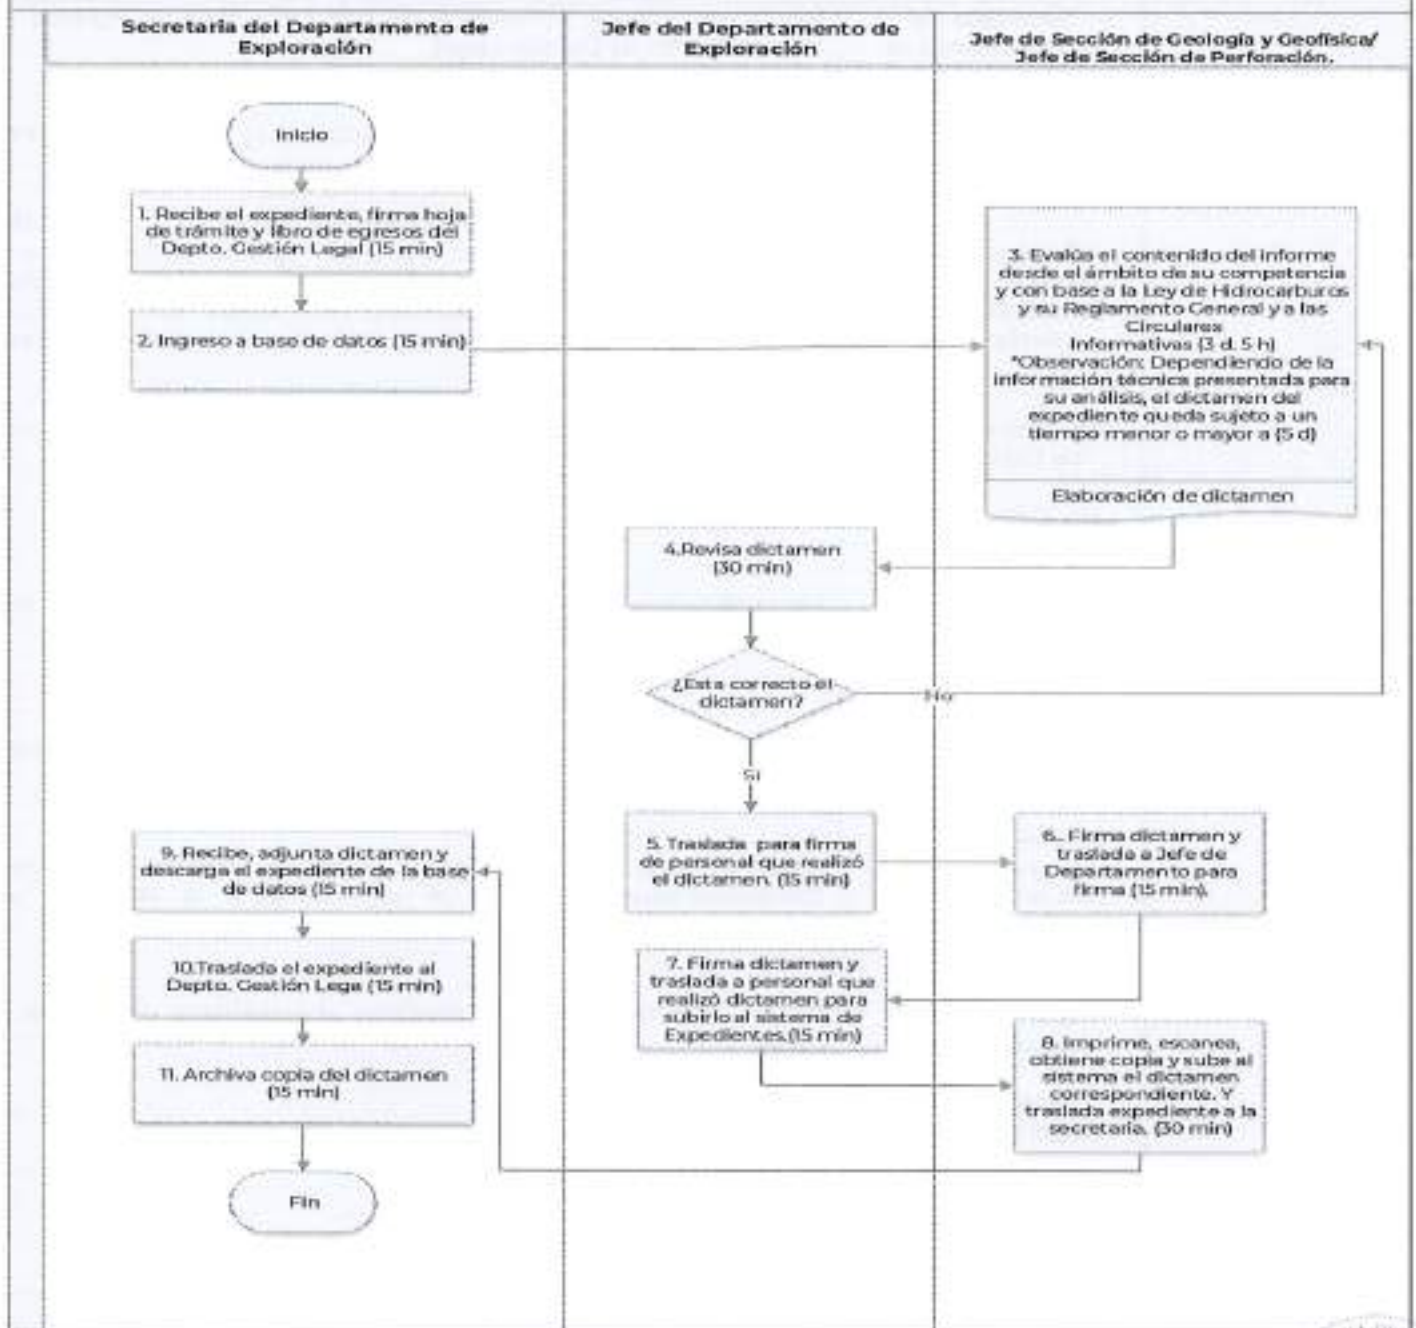 Secretaria del Departamento de
Exploración
Jefe del Departamento de
Exploración
Jefe de Sección de Geología y Geofísica/
Jefe de Sección de Perforación.
Inicio
1. Recibe el expediente, firma hoja
de trámite y libro de egresos del
Depto. Gestión Legal (15 min)
2. Ingreso a base de datos (15 min)
3. Evalúa el contenido del informe
desde el ámbito de su competencia
y con base a la Ley de Hidrocarburos
y su Reglamento General y a las
Circulares
Informativas (3 d. 5 h)
*Observación: Dependiendo de la
información técnica presentada para
su análisis, el dictamen del
expediente queda sujeto a un
tiempo menor o mayor a (5 d)
Elaboración de dictamen
4.Revisa dictamen
(30 min)
¿Esta correcto el
dictamen?
No
Si
5. Traslada para firma
de personal que realizó
el dictamen. (15 min)
6.. Firma dictamen y
traslada a Jefe de
Departamento para
firma (15 min).
7. Firma dictamen y
traslada a personal que
realizó dictamen para
subirlo al sistema de
Expedientes.(15 min)
8. Imprime, escanea,
obtiene copia y sube al
sistema el dictamen
correspondiente. Y
traslada expediente a la
secretaria. (30 min)
9. Recibe, adjunta dictamen y
descarga el expediente de la base
de datos (15 min)
10.Traslada el expediente al
Depto. Gestión Lega (15 min)
11. Archiva copia del dictamen
(15 min)
Fin